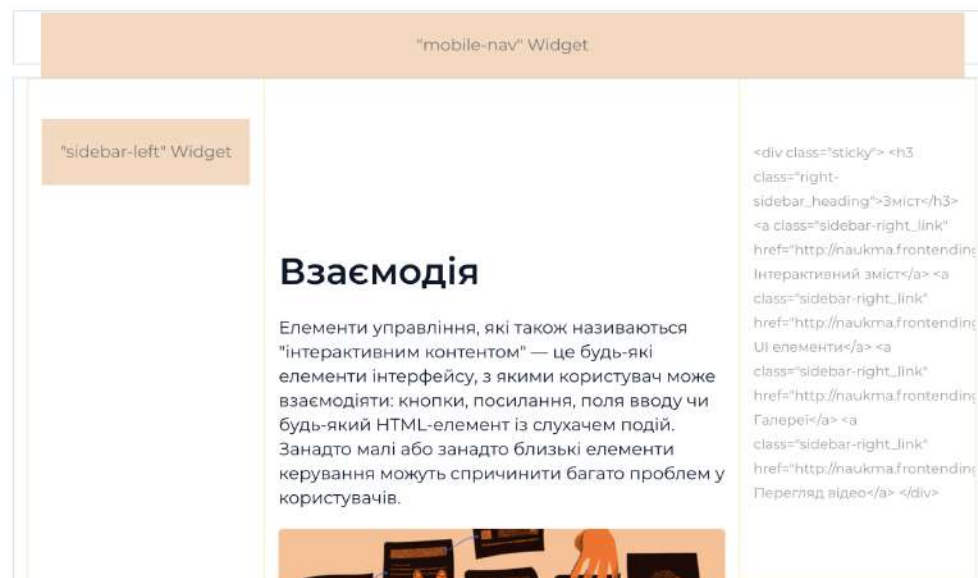 "mobile-nav" Widget
"sidebar-left" Widget
Взаємодія
Елементи управління, які також називаються
"інтерактивним контентом" — це будь-які
елементи інтерфейсу, з якими користувач може
взаємодіяти: кнопки, посилання, поля вводу чи
будь-який HTML-елемент із слухачем подій.
Занадто малі або занадто близькі елементи
керування можуть спричинити багато проблем у
користувачів.
<div class="sticky"> <h3
class="right-
sidebar_heading">Зміст</h3>
<a class="sidebar-right_link"
href="http://naukma.frontending
Інтерактивний зміст</a> <a
class="sidebar-right_link"
href="http://naukma.frontending
UI елементи</a> <a
class="sidebar-right_link"
href="http://naukma.frontending
Галереї</a> <a
class="sidebar-right_link"
href="http://naukma.frontending
Перегляд відео</a> </div>